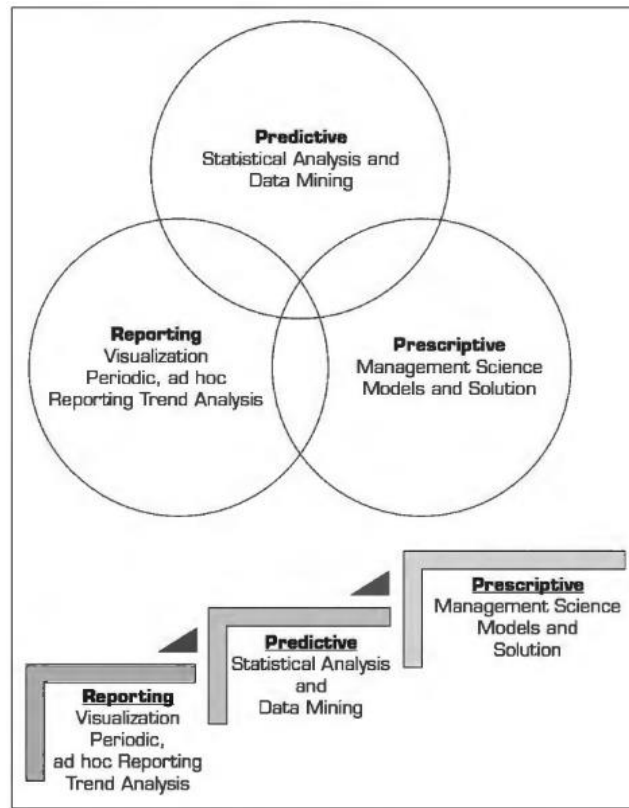 Predictive
Statistical Analysis and
Data Mining
Reporting
Visualization
Periodic, ad hoc
Reporting Trend Analysis
Prescriptive
Management Science
Models and Solution
Prescriptive
Management Science
Models and
Solution
Predictive
Statistical Analysis
and
Data Mining
Reporting
Visualization
Periodic,
ad hoc Reporting
Trend Analysis